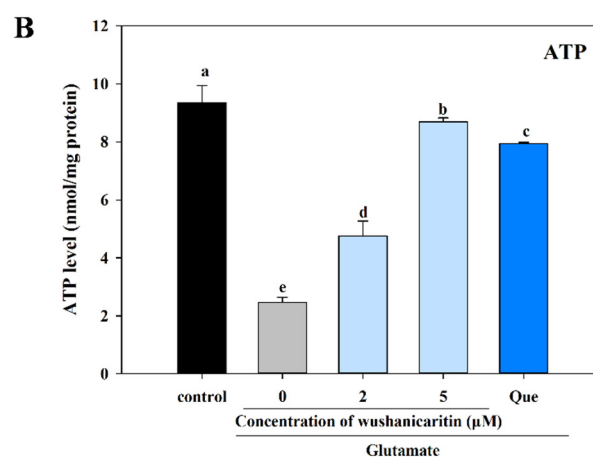 B
ATP
ATP level (nmol/mg protein)
12
10
8
6
4
2
0
a
e
d
b
c
control
0
2
5
Que
Concentration of wushanicaritin (μM)
Glutamate